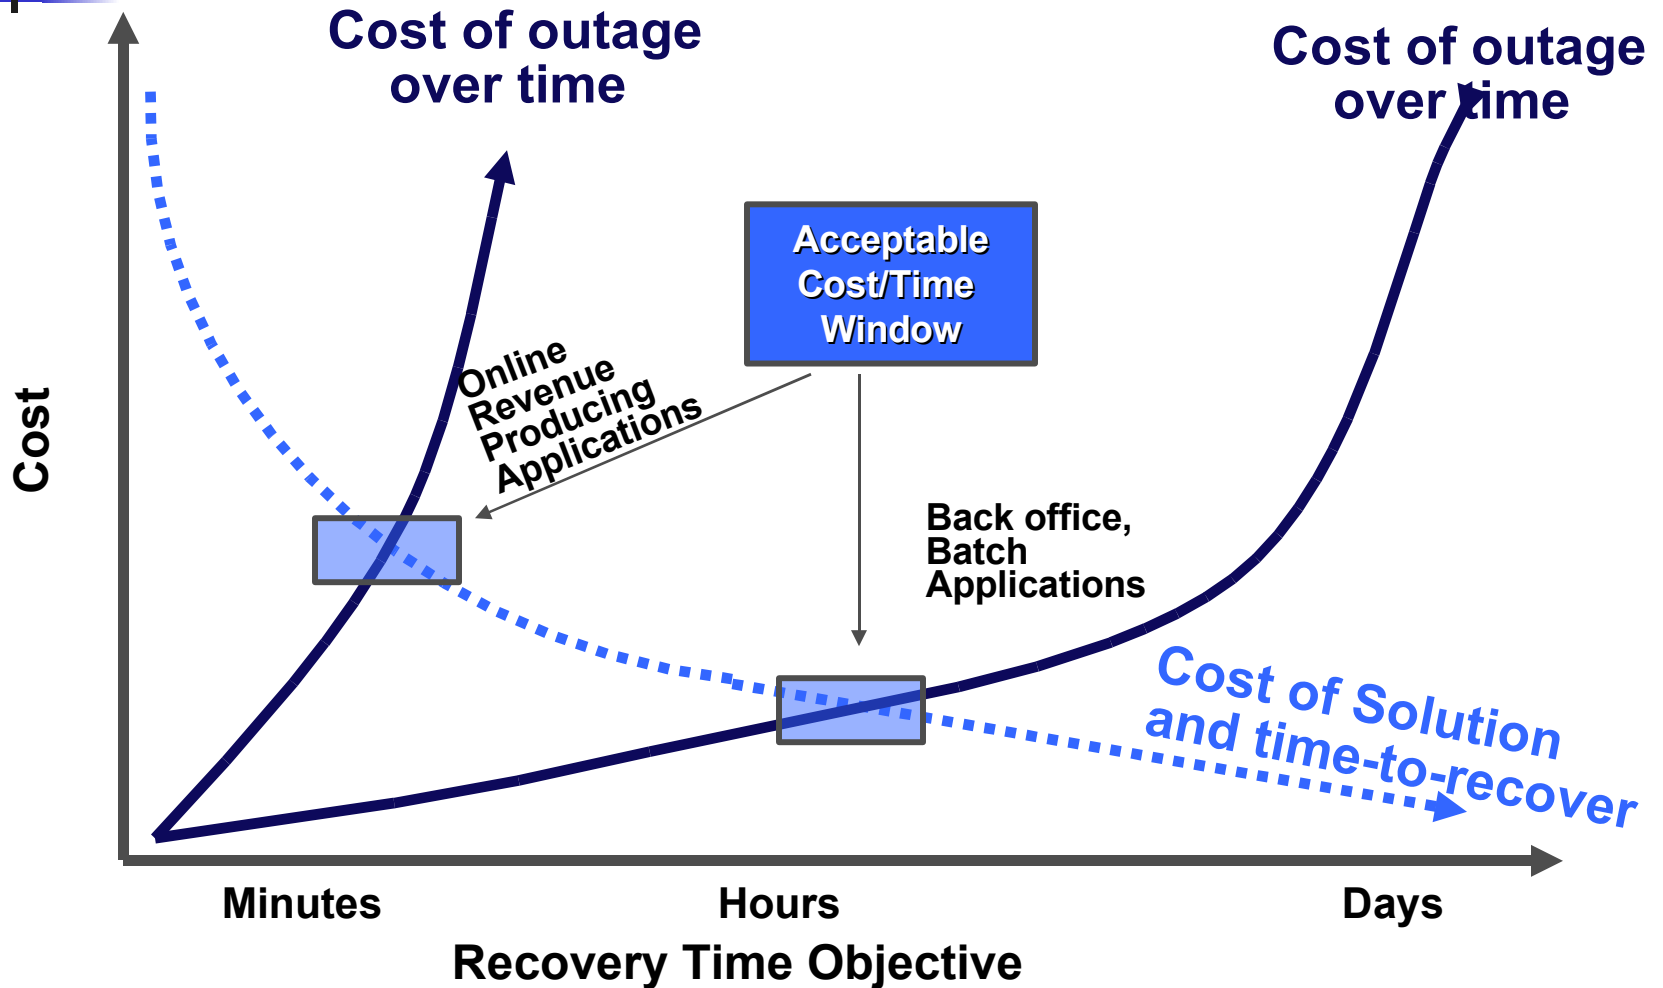 Cost of outage
over time
Cost of outage
over time
Acceptable
Cost/Time
Window
Online
Revenue
Producing
Applications
Cost
Back office,
Batch
Applications
Cost of Solution
and time-to-recover
Minutes
Hours
Days
Recovery Time Objective